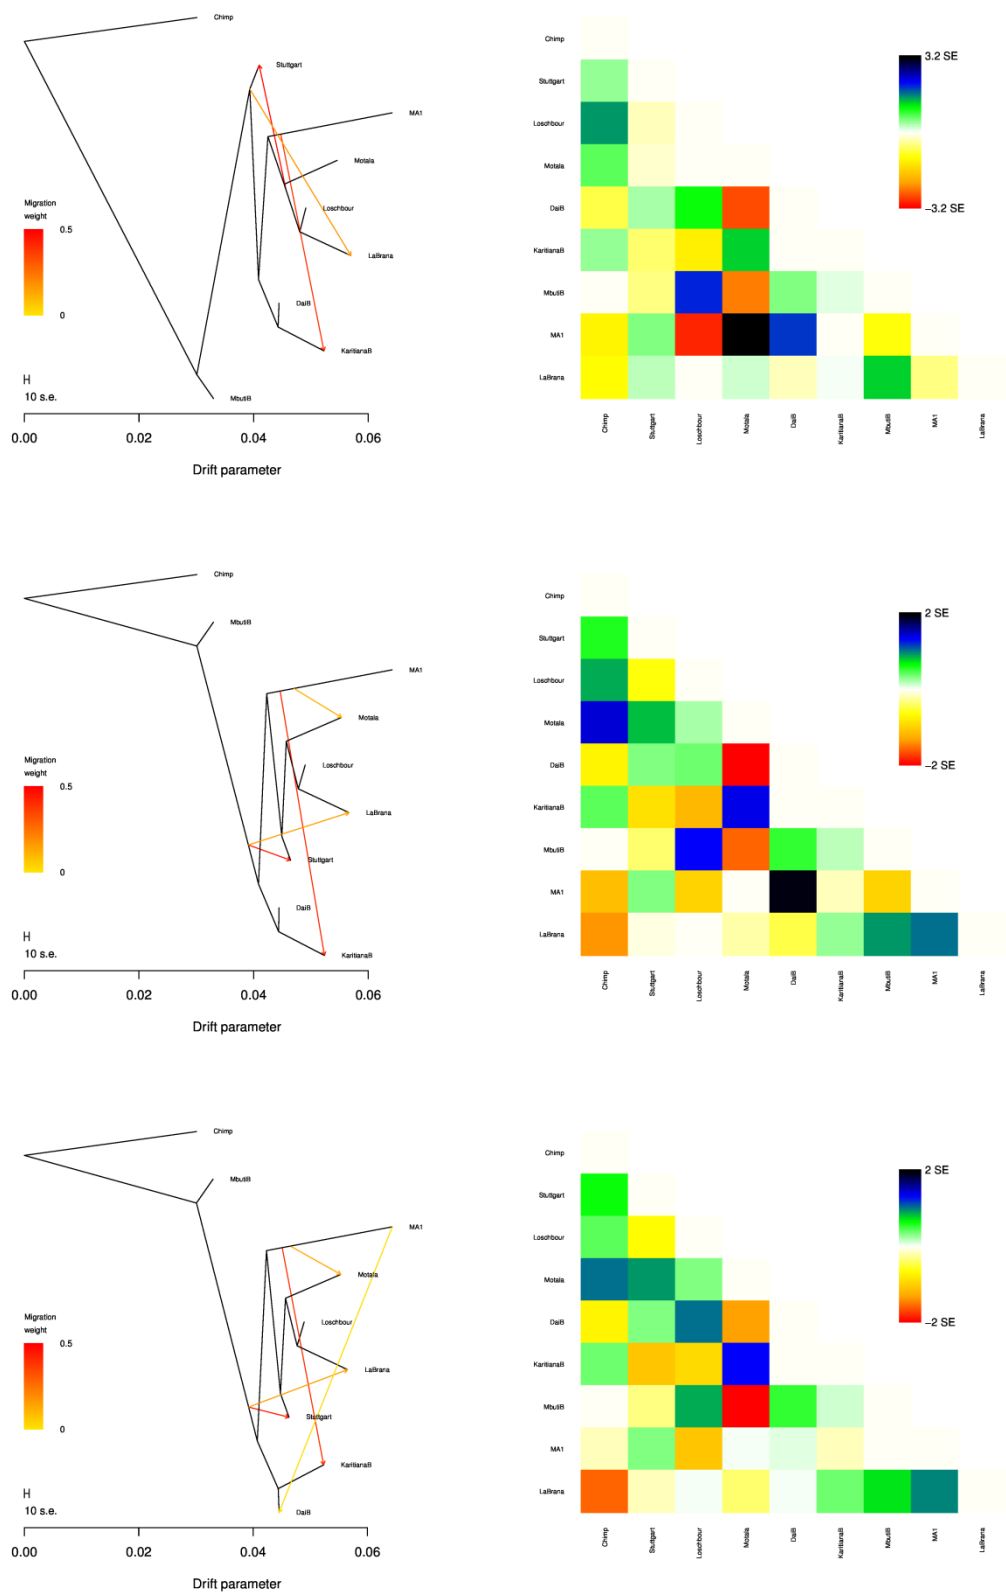 Chimp
Stuttgart
MA1
Motala
Loschbour
LaBrana
DaiB
KaritianaB
MbutiB
Migration
weight
0.5
0
10 s.e.
0.00
0.02
0.04
0.06
Drift parameter
Chimp
Stuttgart
Loschbour
Motala
DaiB
KaritianaB
MbutiB
MA1
LaBrana
3.2 SE
−3.2 SE
Chimp
Stuttgart
Loschbour
Motala
DaiB
KaritianaB
MbutiB
MA1
LaBrana
Chimp
MbutiB
MA1
Motala
Loschbour
LaBrana
Stuttgart
DaiB
KaritianaB
Migration
weight
0.5
0
10 s.e.
0.00
0.02
0.04
0.06
Drift parameter
Chimp
Stuttgart
Loschbour
Motala
DaiB
KaritianaB
MbutiB
MA1
LaBrana
2 SE
−2 SE
Chimp
Stuttgart
Loschbour
Motala
DaiB
KaritianaB
MbutiB
MA1
LaBrana
Chimp
MbutiB
MA1
Motala
Loschbour
LaBrana
Stuttgart
KaritianaB
DaiB
Migration
weight
0.5
0
10 s.e.
0.00
0.02
0.04
0.06
Drift parameter
Chimp
Stuttgart
Loschbour
Motala
DaiB
KaritianaB
MbutiB
MA1
LaBrana
2 SE
−2 SE
Chimp
Stuttgart
Loschbour
Motala
DaiB
KaritianaB
MbutiB
MA1
LaBrana